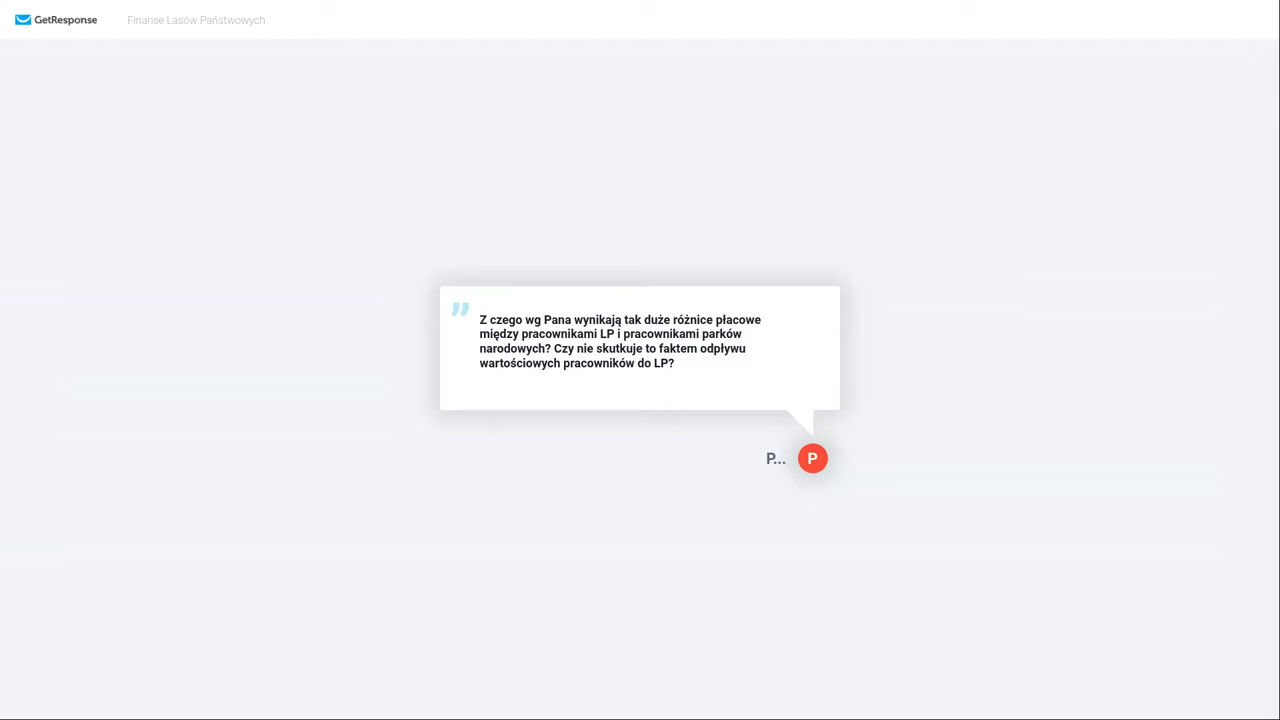 GetResponse
Finanse Lasów Państwowych
Z czego wg Pana wynikają tak duże różnice płacowe
między pracownikami LP i pracownikami parków
narodowych? Czy nie skutkuje to faktem odpływu
wartościowych pracowników do LP?
P...
P